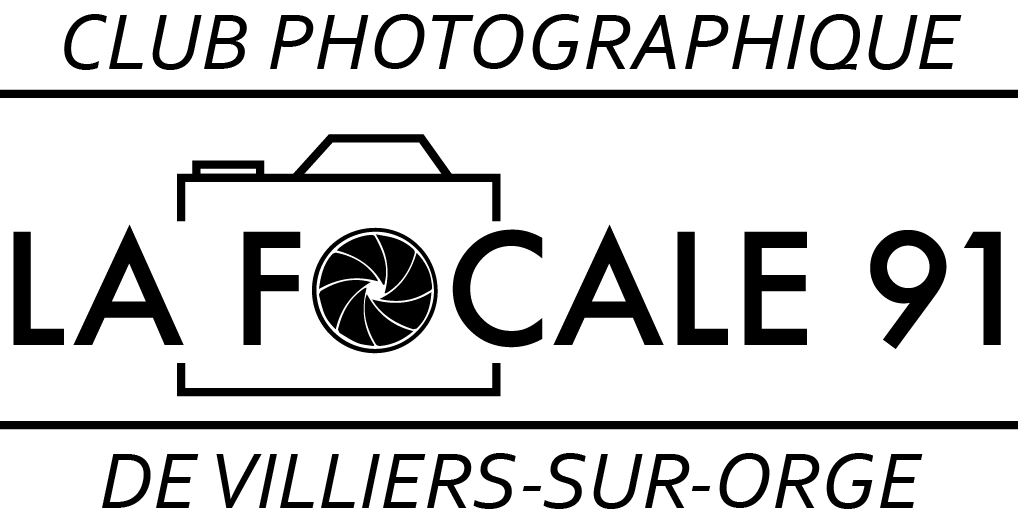 CLUB PHOTOGRAPHIQUE
LA FOCALE 91
DE VILLIERS-SUR-ORGE